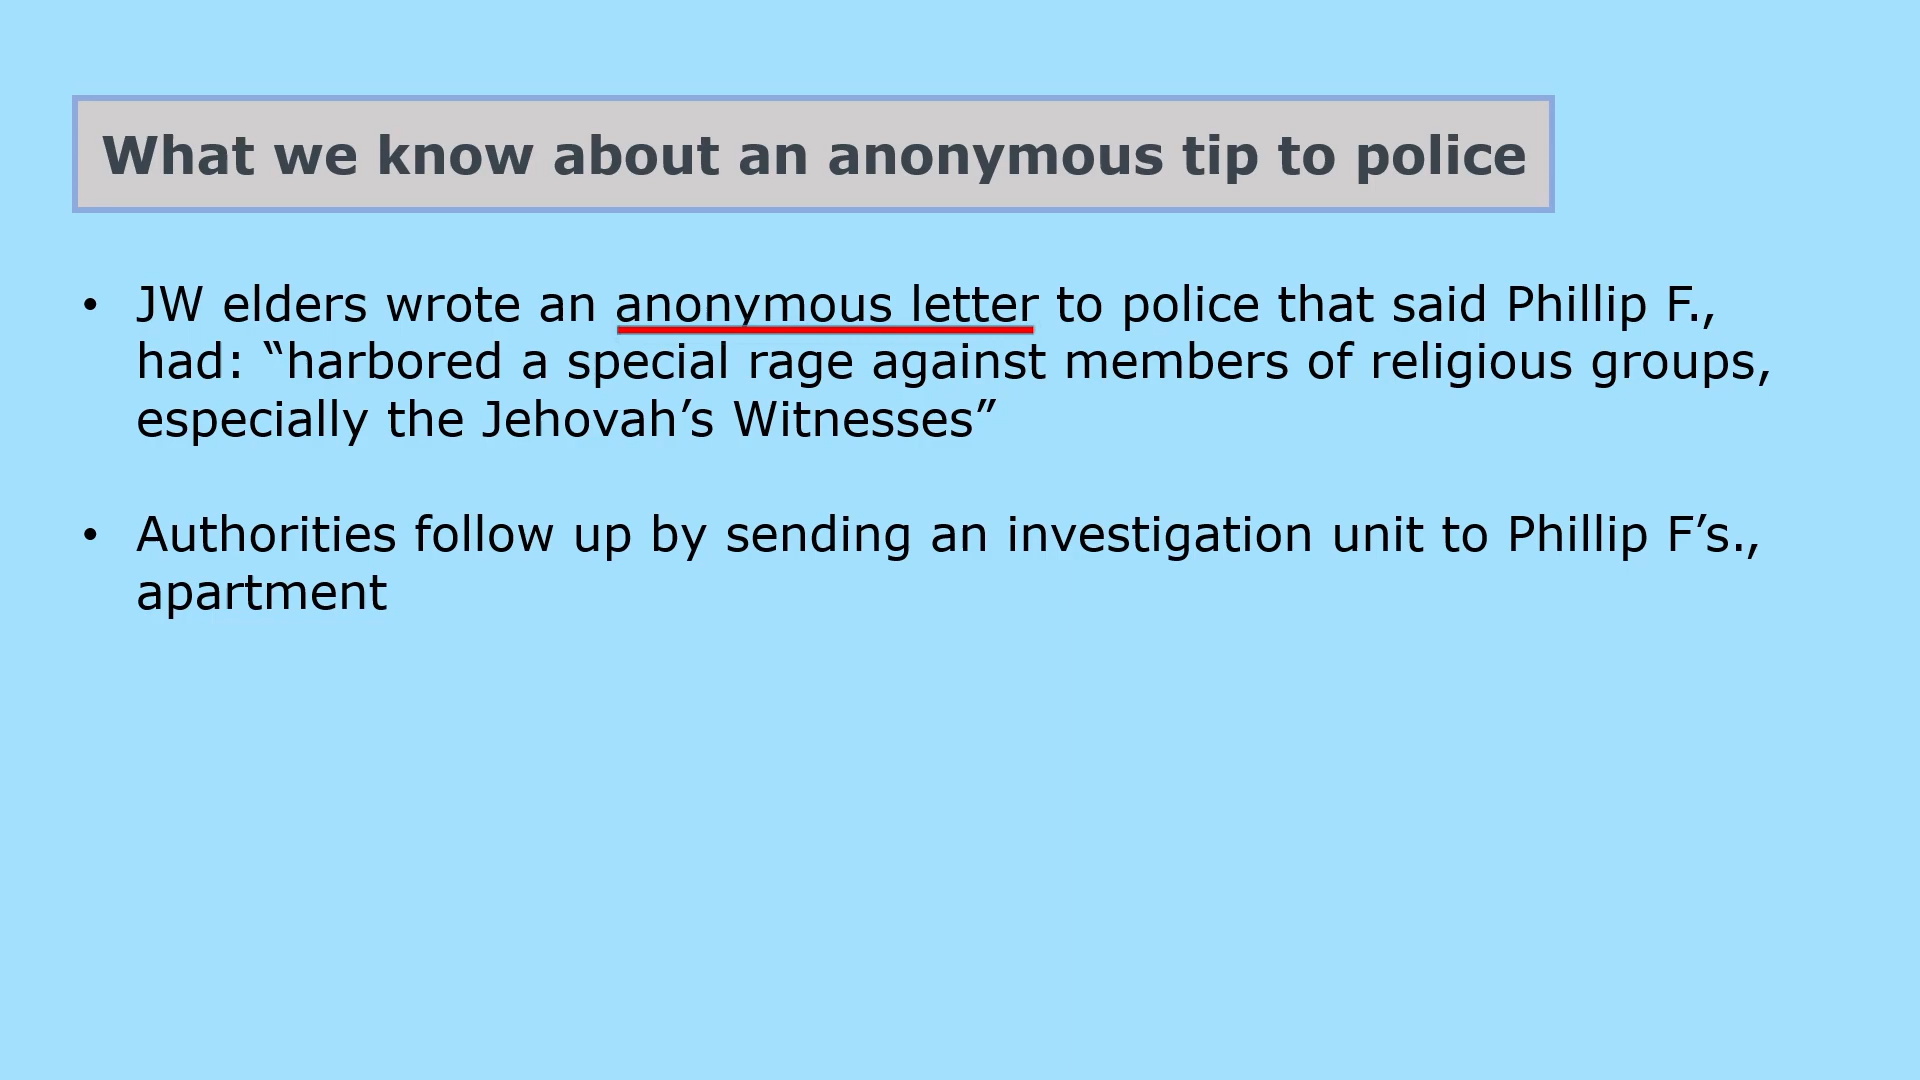 What we know about an anonymous tip to police
• JW elders wrote an anonymous letter to police that said Phillip F.,
had: “harbored a special rage against members of religious groups,
especially the Jehovah’s Witnesses”
• Authorities follow up by sending an investigation unit to Phillip F’s.,
apartment